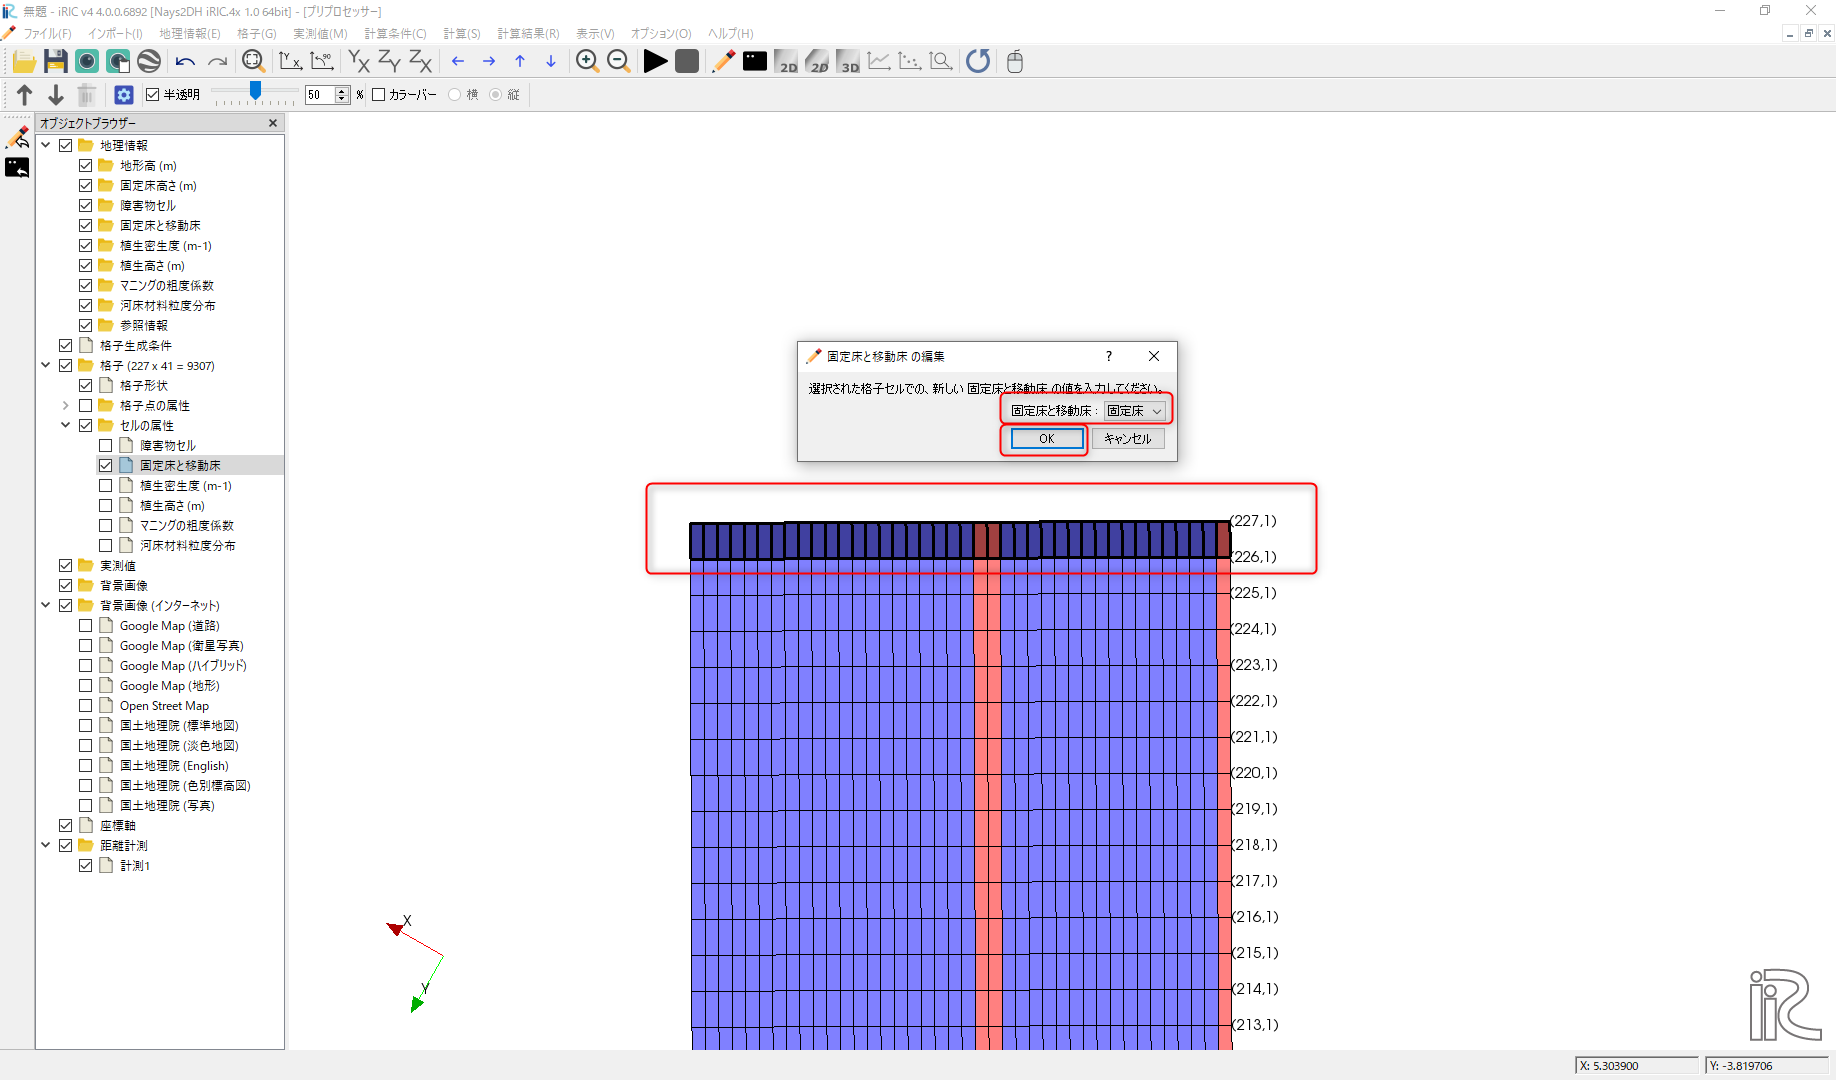 無題 - iRIC v4 4.0.0.6892 [Nays2DH iRIC.4x 1.0 64bit] - [プリプロセッサー]
ファイル(F) インポート(I) 地理情報(E) 格子(G) 実測値(M) 計算条件(C) 計算(S) 計算結果(R) 表示(V) オプション(O) ヘルプ(H)
2D 2D 3D
半透明 50 % カラーバー 横 縦
オブジェクトブラウザー
地理情報
地形高 (m)
固定床高さ (m)
障害物セル
固定床と移動床
植生密生度 (m-1)
植生高さ (m)
マニングの粗度係数
河床材料粒度分布
参照情報
格子生成条件
格子 (227 x 41 = 9307)
格子形状
格子点の属性
セルの属性
障害物セル
固定床と移動床
植生密生度 (m-1)
植生高さ (m)
マニングの粗度係数
河床材料粒度分布
実測値
背景画像
背景画像 (インターネット)
Google Map (道路)
Google Map (衛星写真)
Google Map (ハイブリッド)
Google Map (地形)
Open Street Map
国土地理院 (標準地図)
国土地理院 (淡色地図)
国土地理院 (English)
国土地理院 (色別標高図)
国土地理院 (写真)
座標軸
距離計測
計測1
固定床と移動床 の編集
?
選択された格子セルでの、新しい 固定床と移動床 の値を入力してください。
固定床と移動床 : 固定床
OK キャンセル
(227,1)
(226,1)
(225,1)
(224,1)
(223,1)
(222,1)
(221,1)
(220,1)
(219,1)
(218,1)
(217,1)
(216,1)
(215,1)
(214,1)
(213,1)
X
Y
iRIC
X: 5.303900 Y: -3.819706